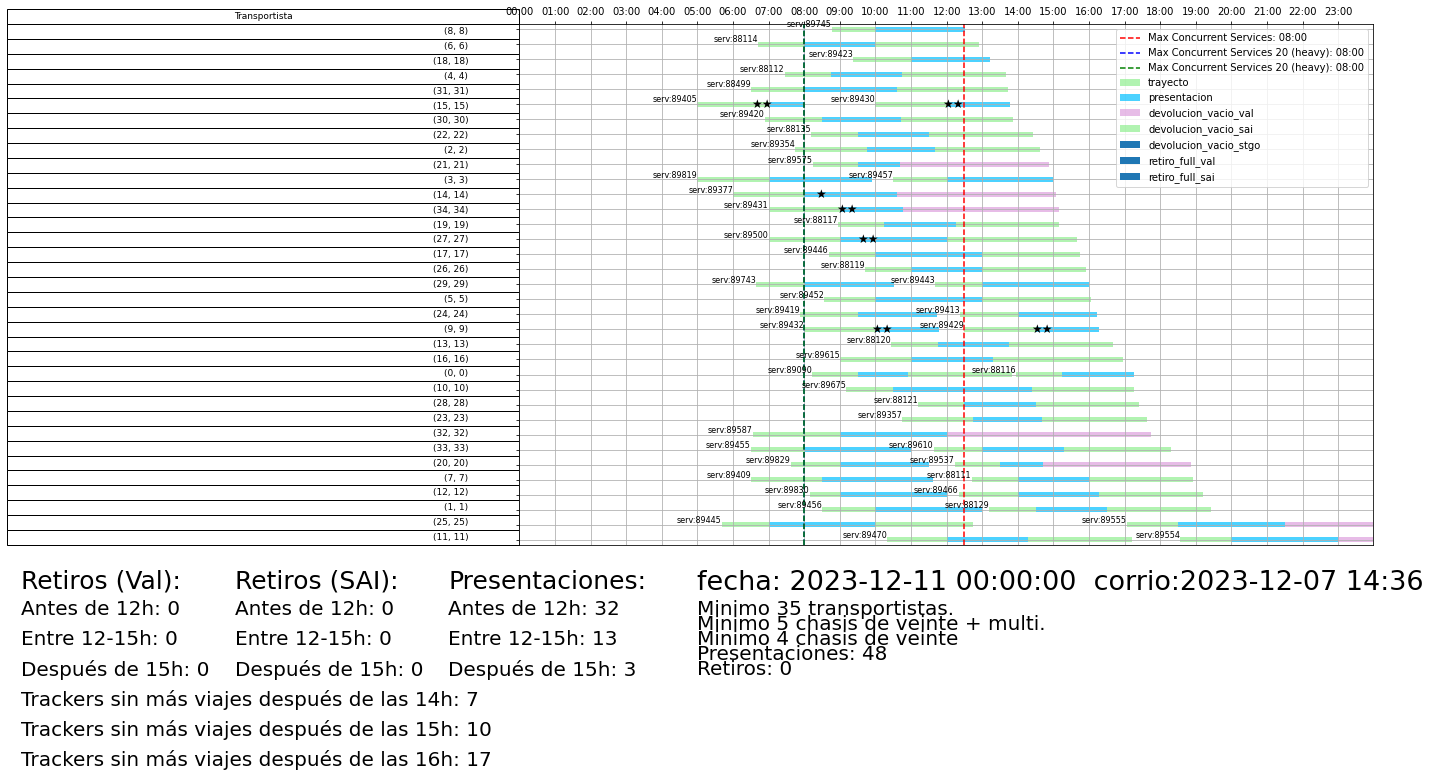 Transportista
00:00 01:00 02:00 03:00 04:00 05:00 06:00 07:00 08:00 09:00 10:00 11:00 12:00 13:00 14:00 15:00 16:00 17:00 18:00 19:00 20:00 21:00 22:00 23:00
(8, 8) serv:89745
(6, 6) serv:88114
(18, 18) serv:89423
(4, 4) serv:88112
(31, 31) serv:88499
(15, 15) serv:89405 serv:89430
(30, 30) serv:89420
(22, 22) serv:88135
(2, 2) serv:89354
(21, 21) serv:89575
(3, 3) serv:89819 serv:89457
(14, 14) serv:89377
(34, 34) serv:89431
(19, 19) serv:88117
(27, 27) serv:89500
(17, 17) serv:89446
(26, 26) serv:88119
(29, 29) serv:89743 serv:89443
(5, 5) serv:89452
(24, 24) serv:89419 serv:89413
(9, 9) serv:89432 serv:89429
(13, 13) serv:88120
(16, 16) serv:89615
(0, 0) serv:89090 serv:88116
(10, 10) serv:89675
(28, 28) serv:88121
(23, 23) serv:89357
(32, 32) serv:89587
(33, 33) serv:89455 serv:89610
(20, 20) serv:89829 serv:89537
(7, 7) serv:89409 serv:88111
(12, 12) serv:89830 serv:89466
(1, 1) serv:89456 serv:88129
(25, 25) serv:89445 serv:89555
(11, 11) serv:89470 serv:89554
Max Concurrent Services: 08:00
Max Concurrent Services 20 (heavy): 08:00
Max Concurrent Services 20 (heavy): 08:00
trayecto
presentacion
devolucion_vacio_val
devolucion_vacio_sai
devolucion_vacio_stgo
retiro_full_val
retiro_full_sai
Retiros (Val):
Antes de 12h: 0
Entre 12-15h: 0
Después de 15h: 0
Retiros (SAI):
Antes de 12h: 0
Entre 12-15h: 0
Después de 15h: 0
Presentaciones:
Antes de 12h: 32
Entre 12-15h: 13
Después de 15h: 3
Trackers sin más viajes después de las 14h: 7
Trackers sin más viajes después de las 15h: 10
Trackers sin más viajes después de las 16h: 17
fecha: 2023-12-11 00:00:00 corrio:2023-12-07 14:36
Minimo 35 transportistas.
Minimo 5 chasis de veinte + multi.
Minimo 4 chasis de veinte
Presentaciones: 48
Retiros: 0